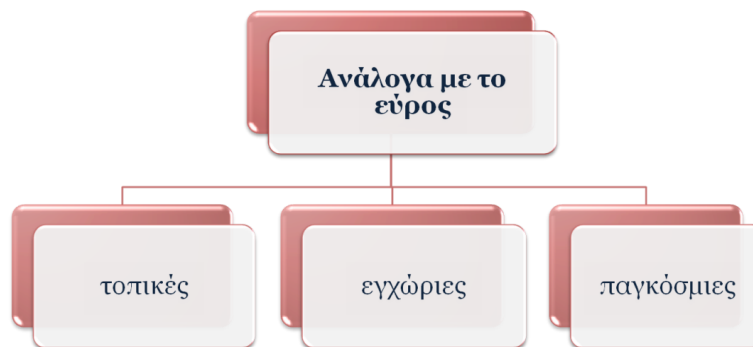 Ανάλογα με το
εύρος
τοπικές
εγχώριες
παγκόσμιες